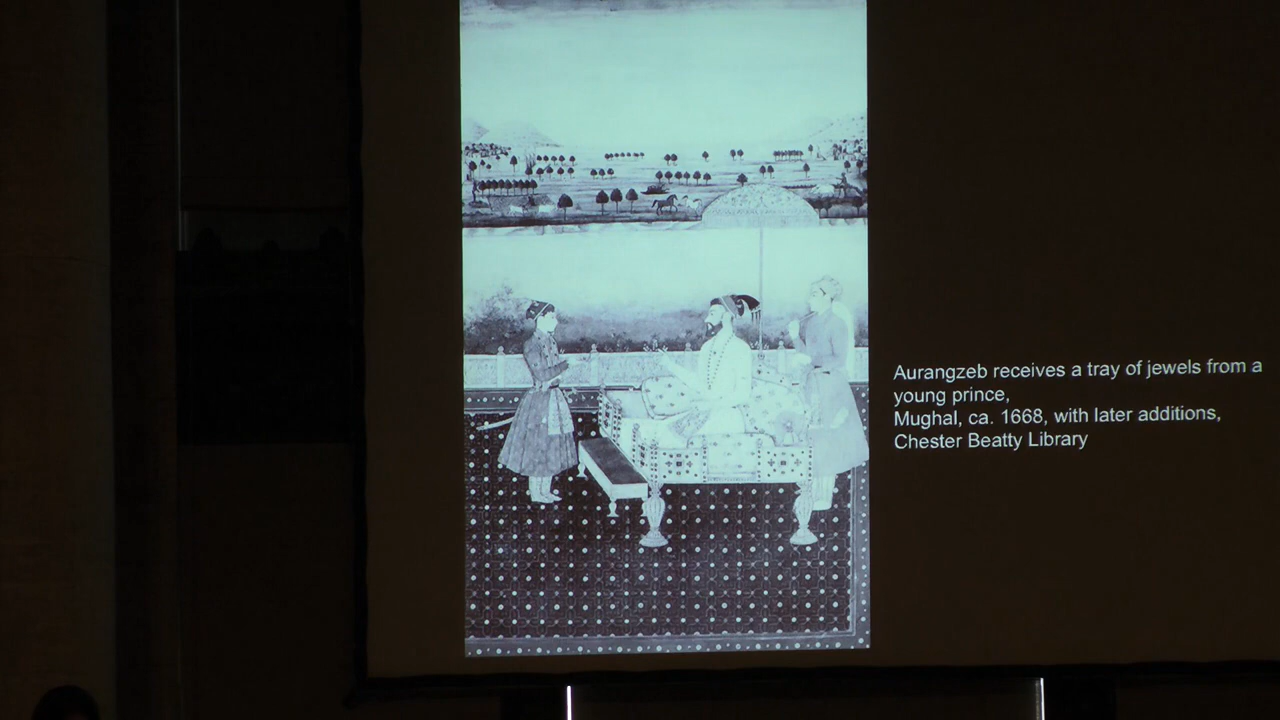 Aurangzeb receives a tray of jewels from a
young prince,
Mughal, ca. 1668, with later additions,
Chester Beatty Library